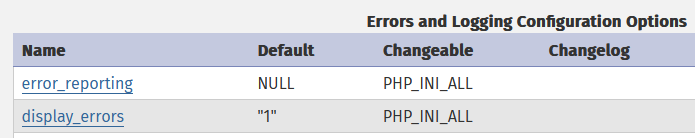 Errors and Logging Configuration Options
Name Default Changeable Changelog
error_reporting NULL PHP_INI_ALL
display_errors "1" PHP_INI_ALL